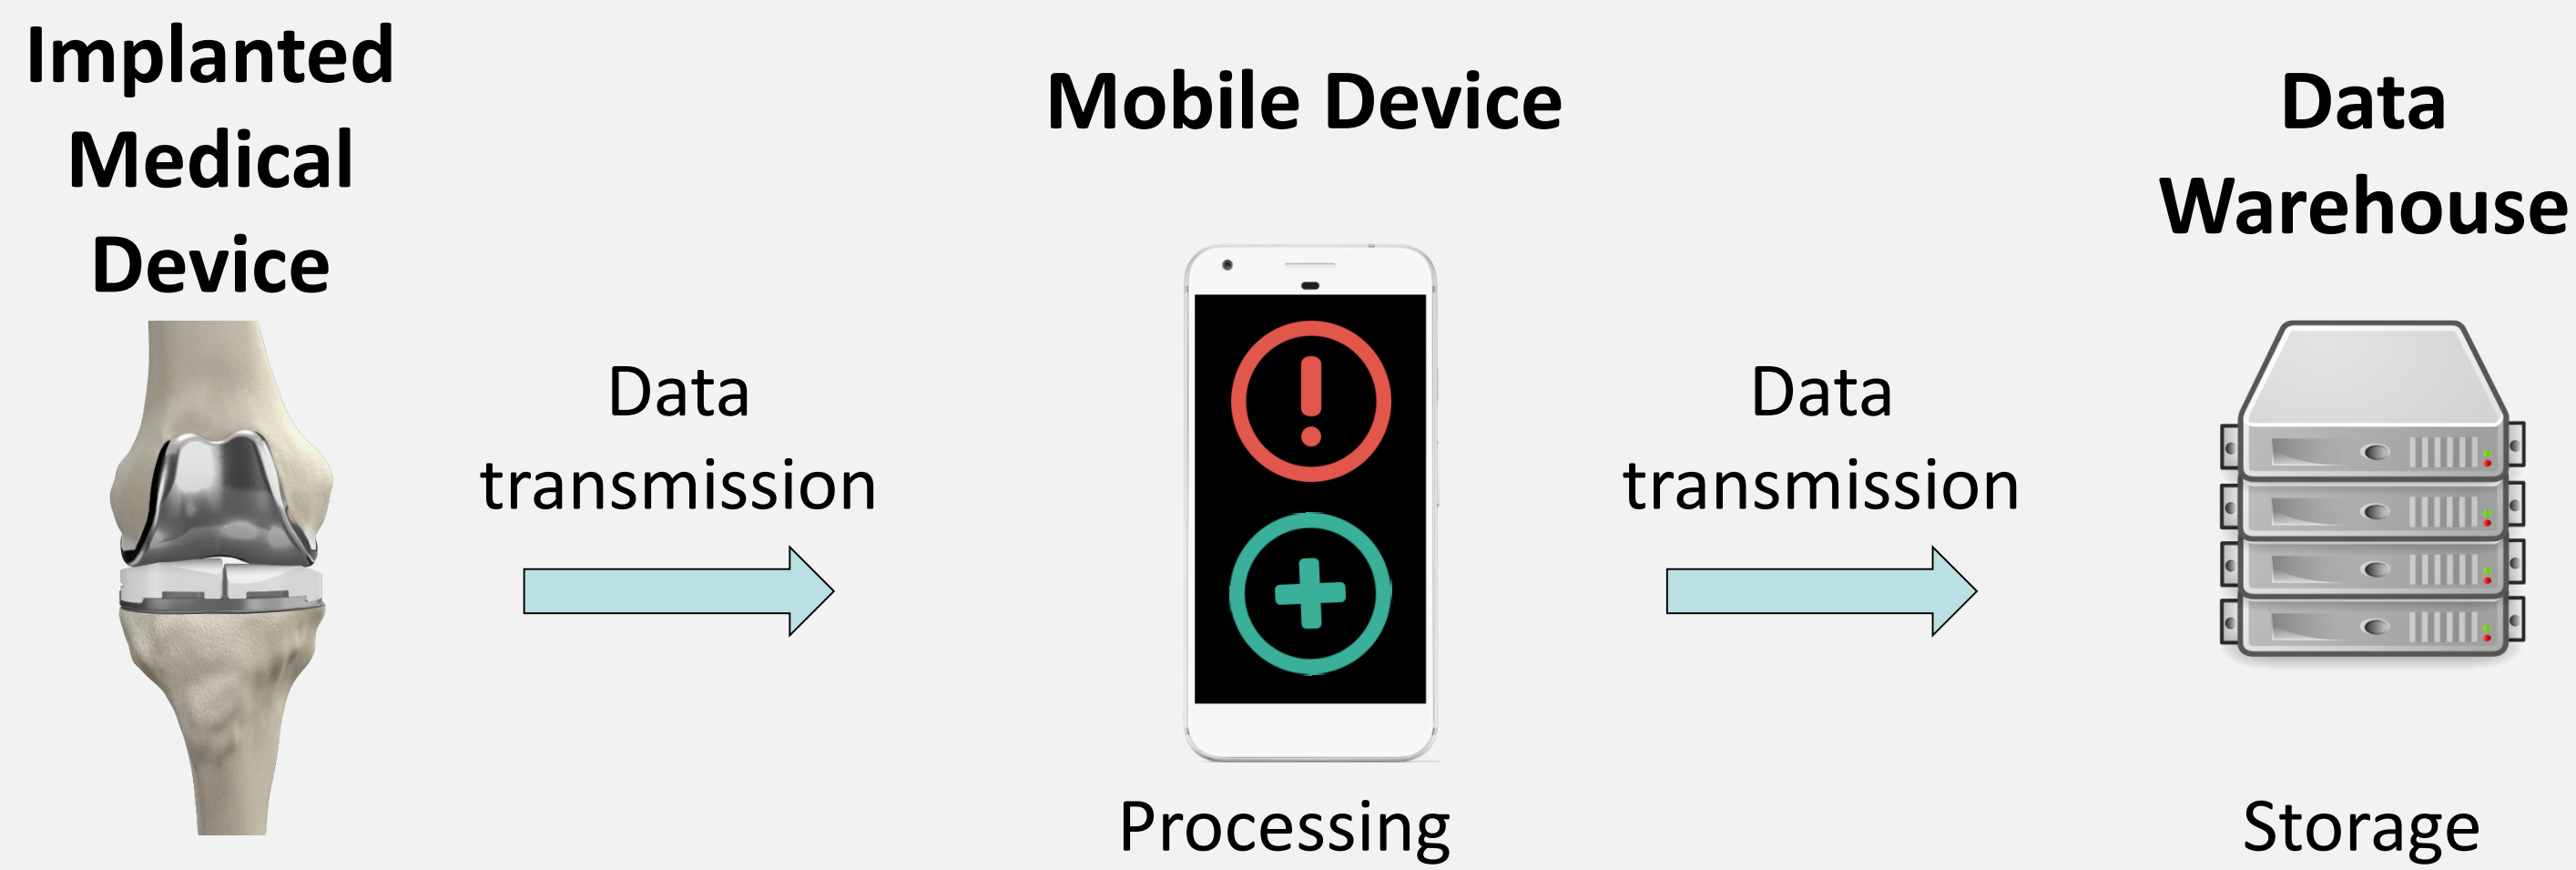 Implanted
Medical
Device
Data
transmission
Mobile Device
Processing
Data
transmission
Data
Warehouse
Storage